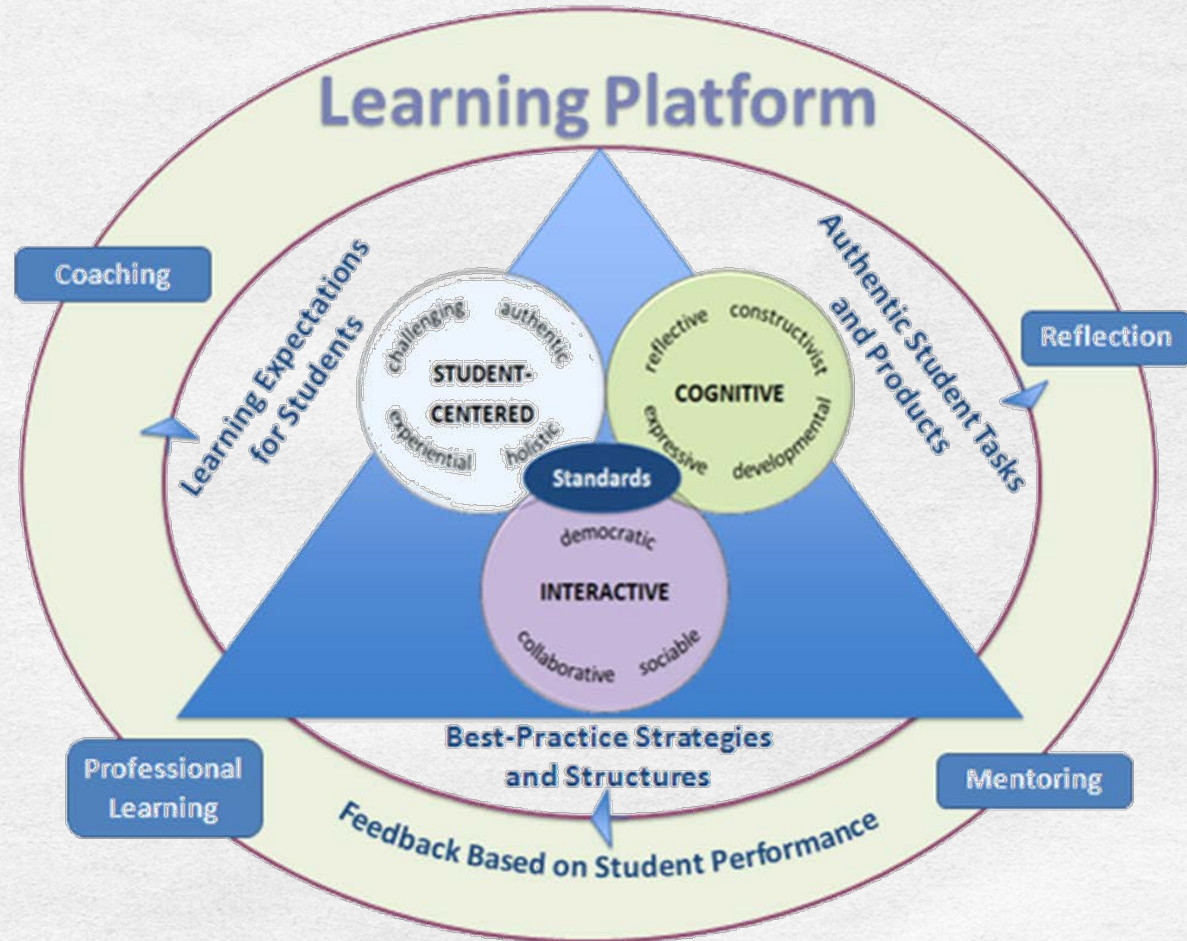 Learning Platform
Coaching
Learning Expectations
for Students
Authentic Student Tasks
and Products
Reflection
challenging
authentic
STUDENT-
CENTERED
experiential
holistic
reflective
constructivist
COGNITIVE
expressive
developmental
Standards
democratic
INTERACTIVE
collaborative
sociable
Best-Practice Strategies
and Structures
Professional
Learning
Mentoring
Feedback Based on Student Performance